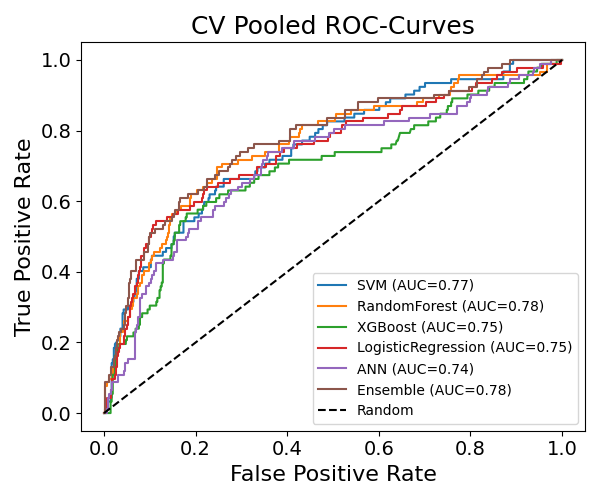 CV Pooled ROC-Curves
True Positive Rate
1.0
0.8
0.6
0.4
0.2
0.0
SVM (AUC=0.77)
RandomForest (AUC=0.78)
XGBoost (AUC=0.75)
LogisticRegression (AUC=0.75)
ANN (AUC=0.74)
Ensemble (AUC=0.78)
Random
0.0 0.2 0.4 0.6 0.8 1.0
False Positive Rate